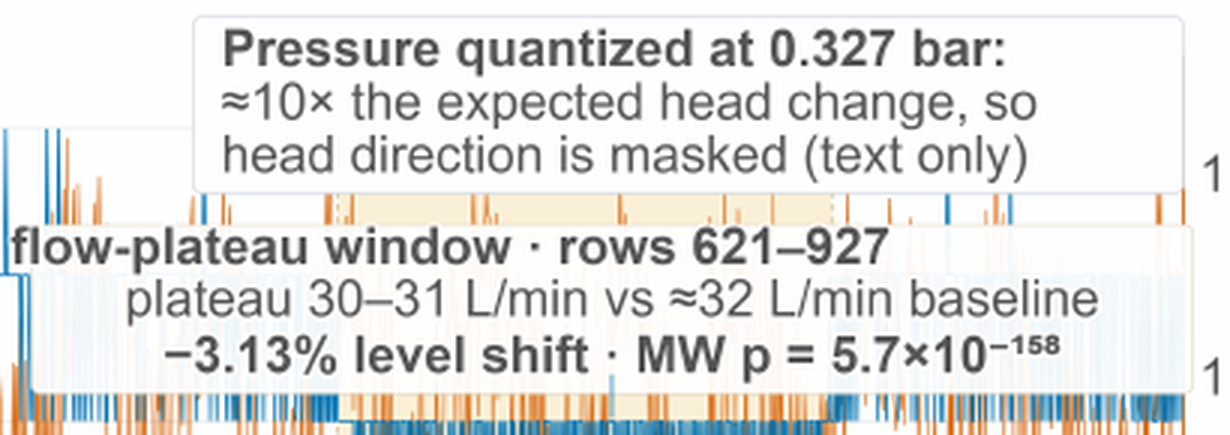 Pressure quantized at 0.327 bar:
≈10× the expected head change, so
head direction is masked (text only)
1
flow-plateau window · rows 621–927
plateau 30–31 L/min vs ≈32 L/min baseline
−3.13% level shift · MW p = 5.7×10⁻¹⁵⁸
1